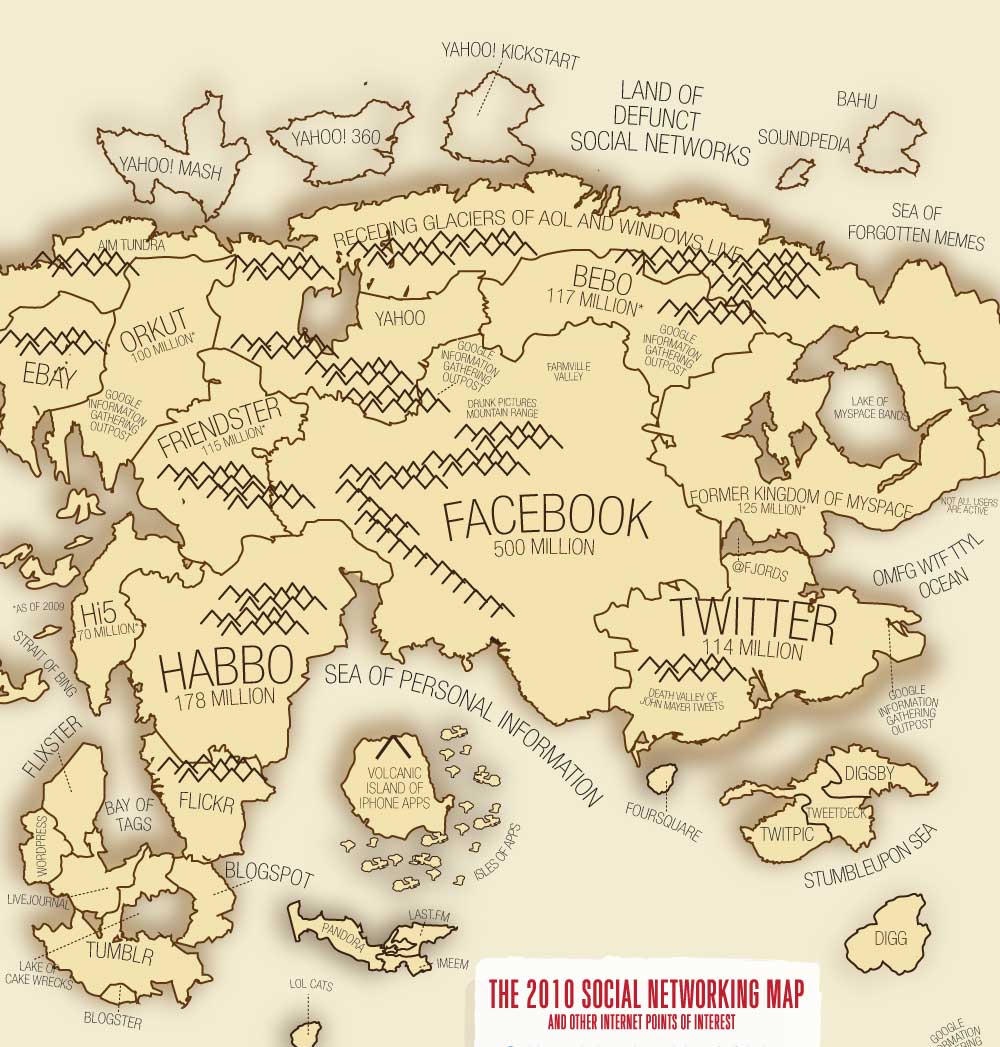 YAHOO! KICKSTART
LAND OF
DEFUNCT
SOCIAL NETWORKS
BAHU
SOUNDPEDIA
YAHOO! 360
YAHOO! MASH
SEA OF
FORGOTTEN MEMES
RECEDING GLACIERS OF AOL AND WINDOWS LIVE
AIM TUNDRA
BEBO
117 MILLION*
YAHOO
ORKUT
100 MILLION*
EBAY
GOOGLE
INFORMATION
GATHERING
OUTPOST
GOOGLE
INFORMATION
GATHERING
OUTPOST
GOOGLE
INFORMATION
GATHERING
OUTPOST
FARMVILLE
VALLEY
DRUNK PICTURES
MOUNTAIN RANGE
LAKE OF
MYSPACE BANDS
FRIENDSTER
115 MILLION*
FACEBOOK
500 MILLION
FORMER KINGDOM OF MYSPACE
125 MILLION*
*NOT ALL USERS
ARE ACTIVE
@FJORDS
OMFG WTF TTYL
OCEAN
*AS OF 2009
Hi5
70 MILLION*
STRAIT OF BING
HABBO
178 MILLION
TWITTER
114 MILLION
DEATH VALLEY OF
JOHN MAYER TWEETS
GOOGLE
INFORMATION
GATHERING
OUTPOST
SEA OF PERSONAL INFORMATION
FLIXSTER
BAY OF
TAGS
FLICKR
VOLCANIC
ISLAND OF
IPHONE APPS
ISLES OF APPS
FOURSQUARE
DIGSBY
TWEETDECK
TWITPIC
STUMBLEUPON SEA
WORDPRESS
BLOGSPOT
LIVEJOURNAL
TUMBLR
LAKE OF
CAKE WRECKS
BLOGSTER
PANDORA
LAST.FM
IMEEM
DIGG
LOL CATS
THE 2010 SOCIAL NETWORKING MAP
AND OTHER INTERNET POINTS OF INTEREST
GOOGLE